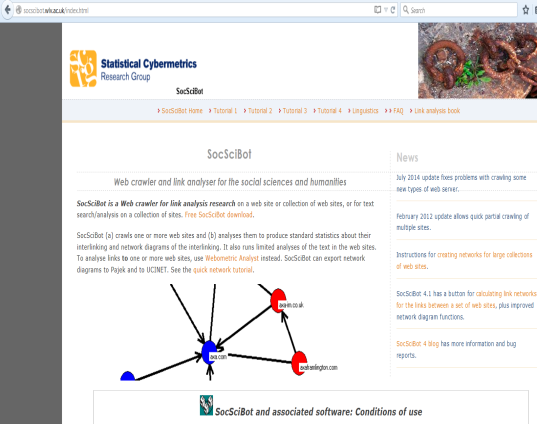 socscibot.wlv.ac.uk/index.html
Search
Statistical Cybermetrics
Research Group
SocSciBot
SocSciBot Home Tutorial 1 Tutorial 2 Tutorial 3 Tutorial 4 Linguistics FAQ Link analysis book
SocSciBot
Web crawler and link analyser for the social sciences and humanities
SocSciBot is a Web crawler for link analysis research on a web site or collection of web sites, or for text
search/analysis on a collection of sites. Free SocSciBot download.
SocSciBot (a) crawls one or more web sites and (b) analyses them to produce standard statistics about their
interlinking and network diagrams of the interlinking. It also runs limited analyses of the text in the web sites.
To analyse links to one or more web sites, use Webometric Analyst instead. SocSciBot can export network
diagrams to Pajek and to UCINET. See the quick network tutorial.
axa-im.co.uk
axa.com
axaframlington.com
SocSciBot and associated software: Conditions of use
News
July 2014 update fixes problems with crawling some
new types of web server.
February 2012 update allows quick partial crawling of
multiple sites.
Instructions for creating networks for large collections
of web sites.
SocSciBot 4.1 has a button for calculating link networks
for the links between a set of web sites, plus improved
network diagram functions.
SocSciBot 4 blog has more information and bug
reports.